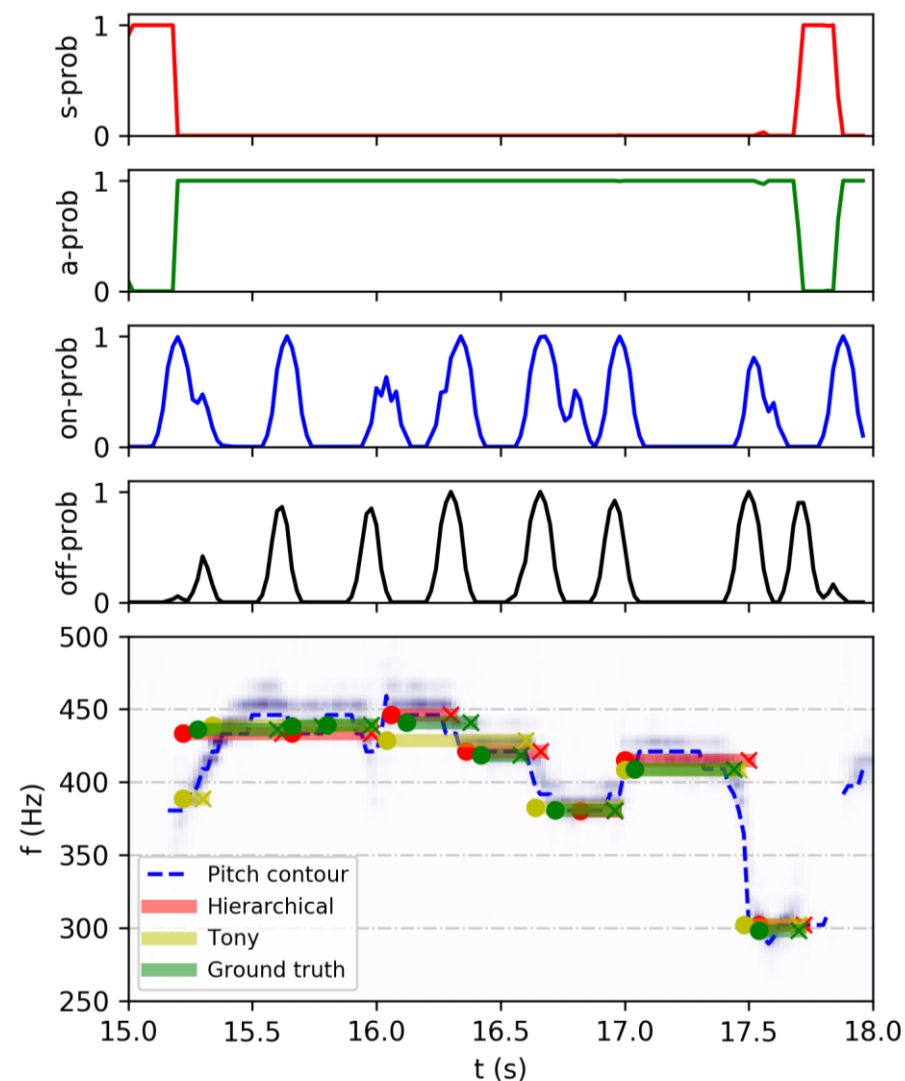 s-prob
1
0
a-prob
1
0
on-prob
1
0
off-prob
1
0
f (Hz)
500
450
400
350
300
250
Pitch contour
Hierarchical
Tony
Ground truth
15.0 15.5 16.0 16.5 17.0 17.5 18.0
t (s)